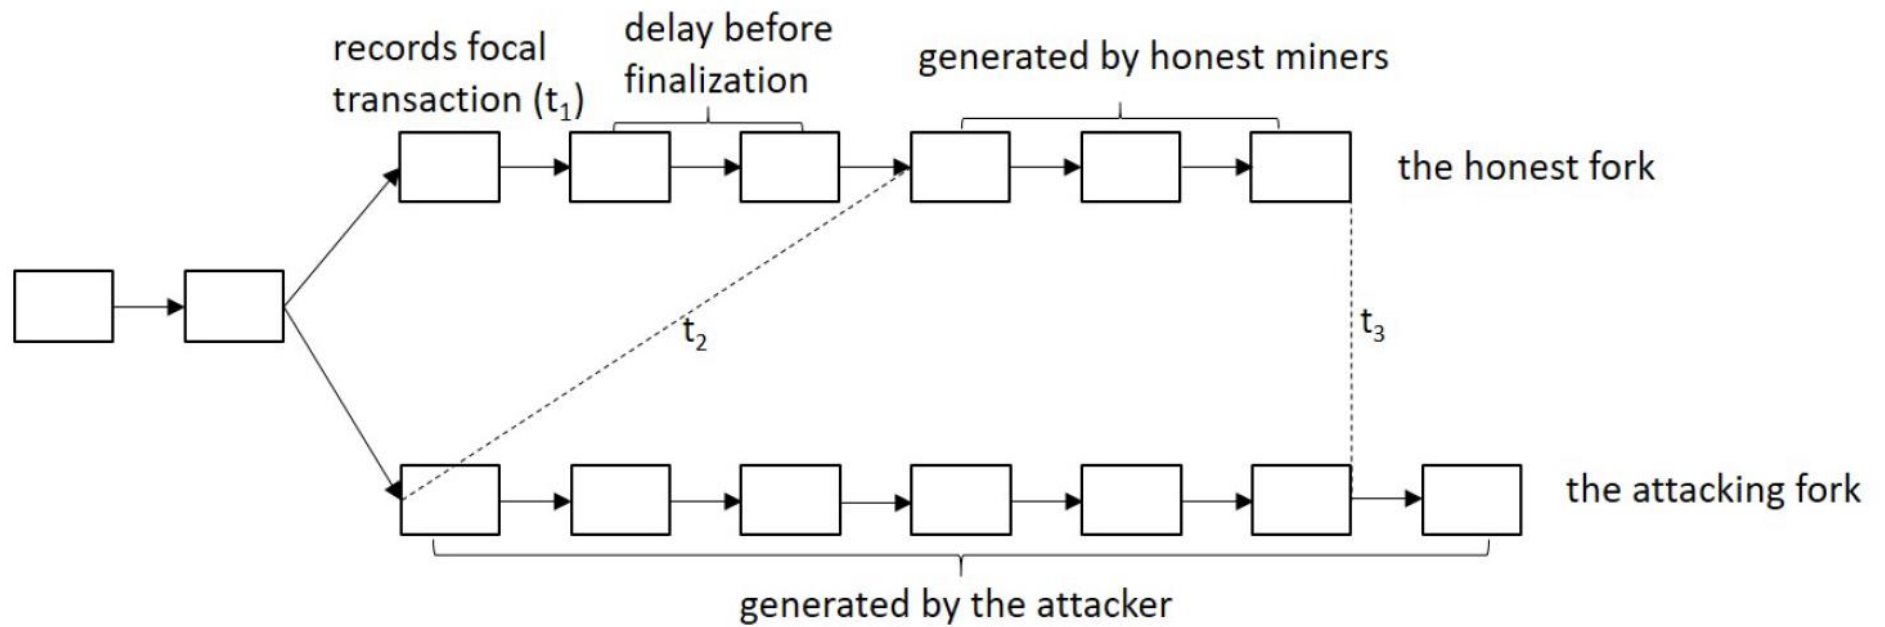 records focal
transaction (t₁)
delay before
finalization
generated by honest miners
the honest fork
t₂
t₃
the attacking fork
generated by the attacker